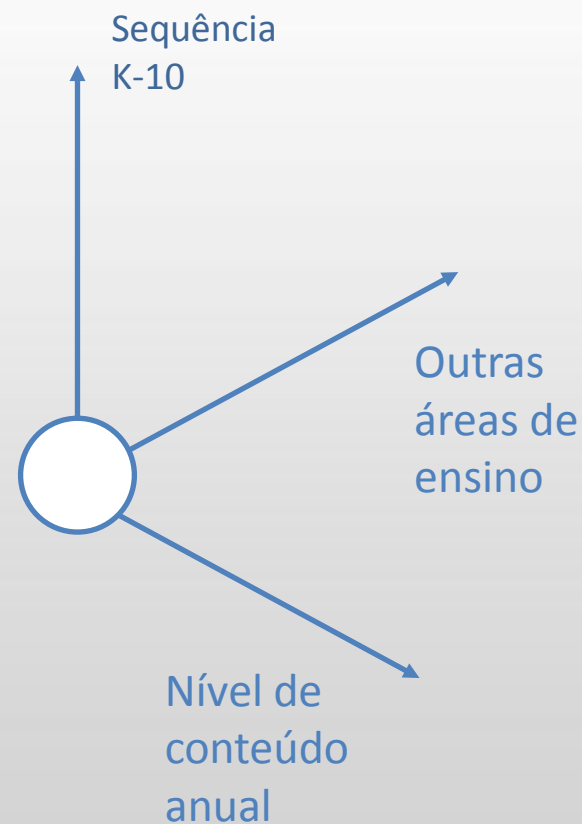 Sequência
K-10
Outras
áreas de
ensino
Nível de
conteúdo
anual